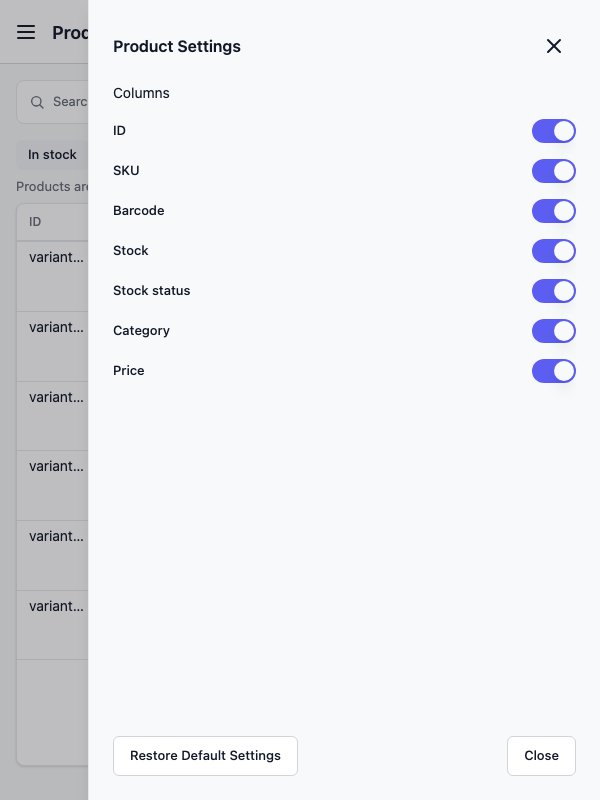 Prod
Product Settings
Searc
Columns
In stock
ID
Products are
SKU
ID
Barcode
variant...
Stock
Stock status
variant...
Category
Price
variant...
variant...
variant...
variant...
Restore Default Settings
Close